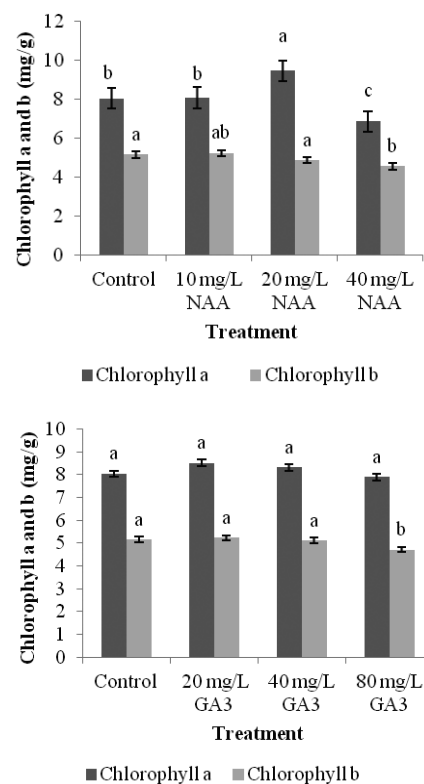 Chlorophyll a and b (mg/g)
12
10
8
6
4
2
0
b
a
b
ab
a
a
c
b
Control
10 mg/L NAA
20 mg/L NAA
40 mg/L NAA
Treatment
Chlorophyll a
Chlorophyll b
Chlorophyll a and b (mg/g)
10
9
8
7
6
5
4
3
2
1
0
a
a
a
a
a
a
a
b
Control
20 mg/L GA3
40 mg/L GA3
80 mg/L GA3
Treatment
Chlorophyll a
Chlorophyll b